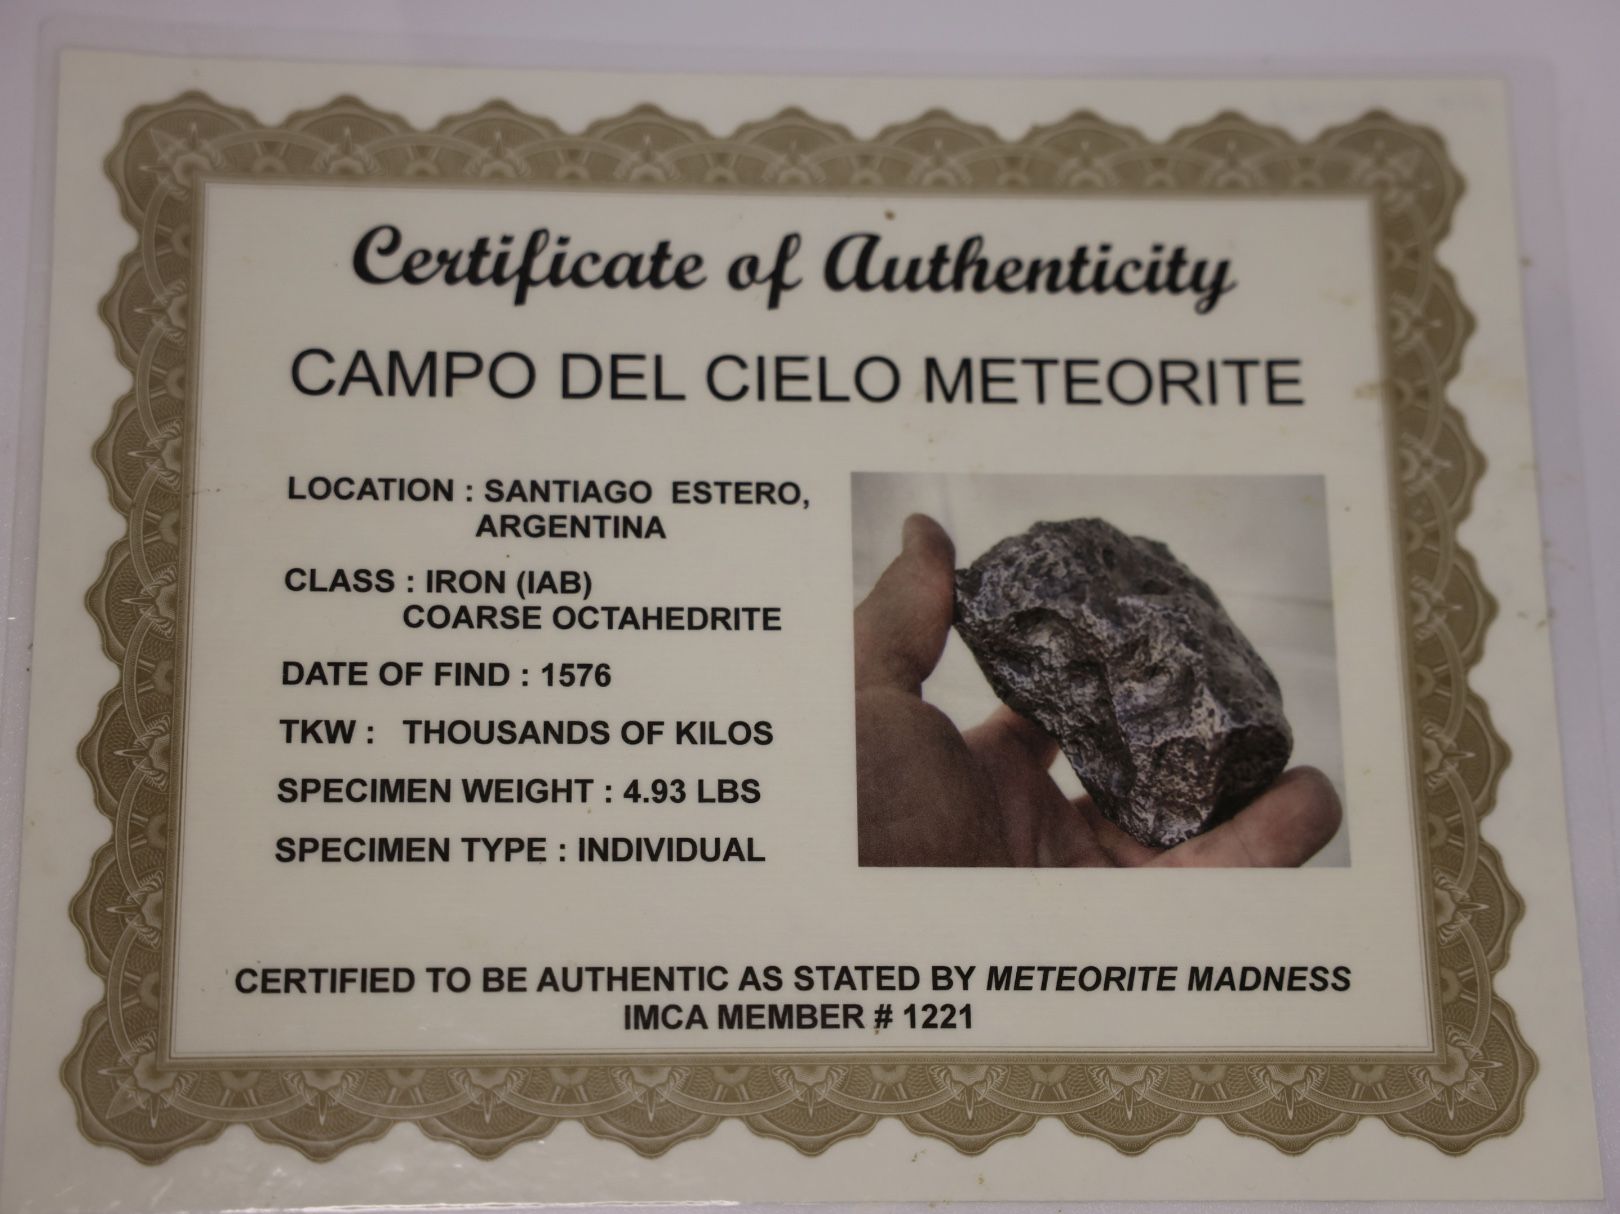 Certificate of Authenticity
CAMPO DEL CIELO METEORITE
LOCATION : SANTIAGO ESTERO,
ARGENTINA
CLASS : IRON (IAB)
COARSE OCTAHEDRITE
DATE OF FIND : 1576
TKW : THOUSANDS OF KILOS
SPECIMEN WEIGHT : 4.93 LBS
SPECIMEN TYPE : INDIVIDUAL
CERTIFIED TO BE AUTHENTIC AS STATED BY METEORITE MADNESS
IMCA MEMBER # 1221